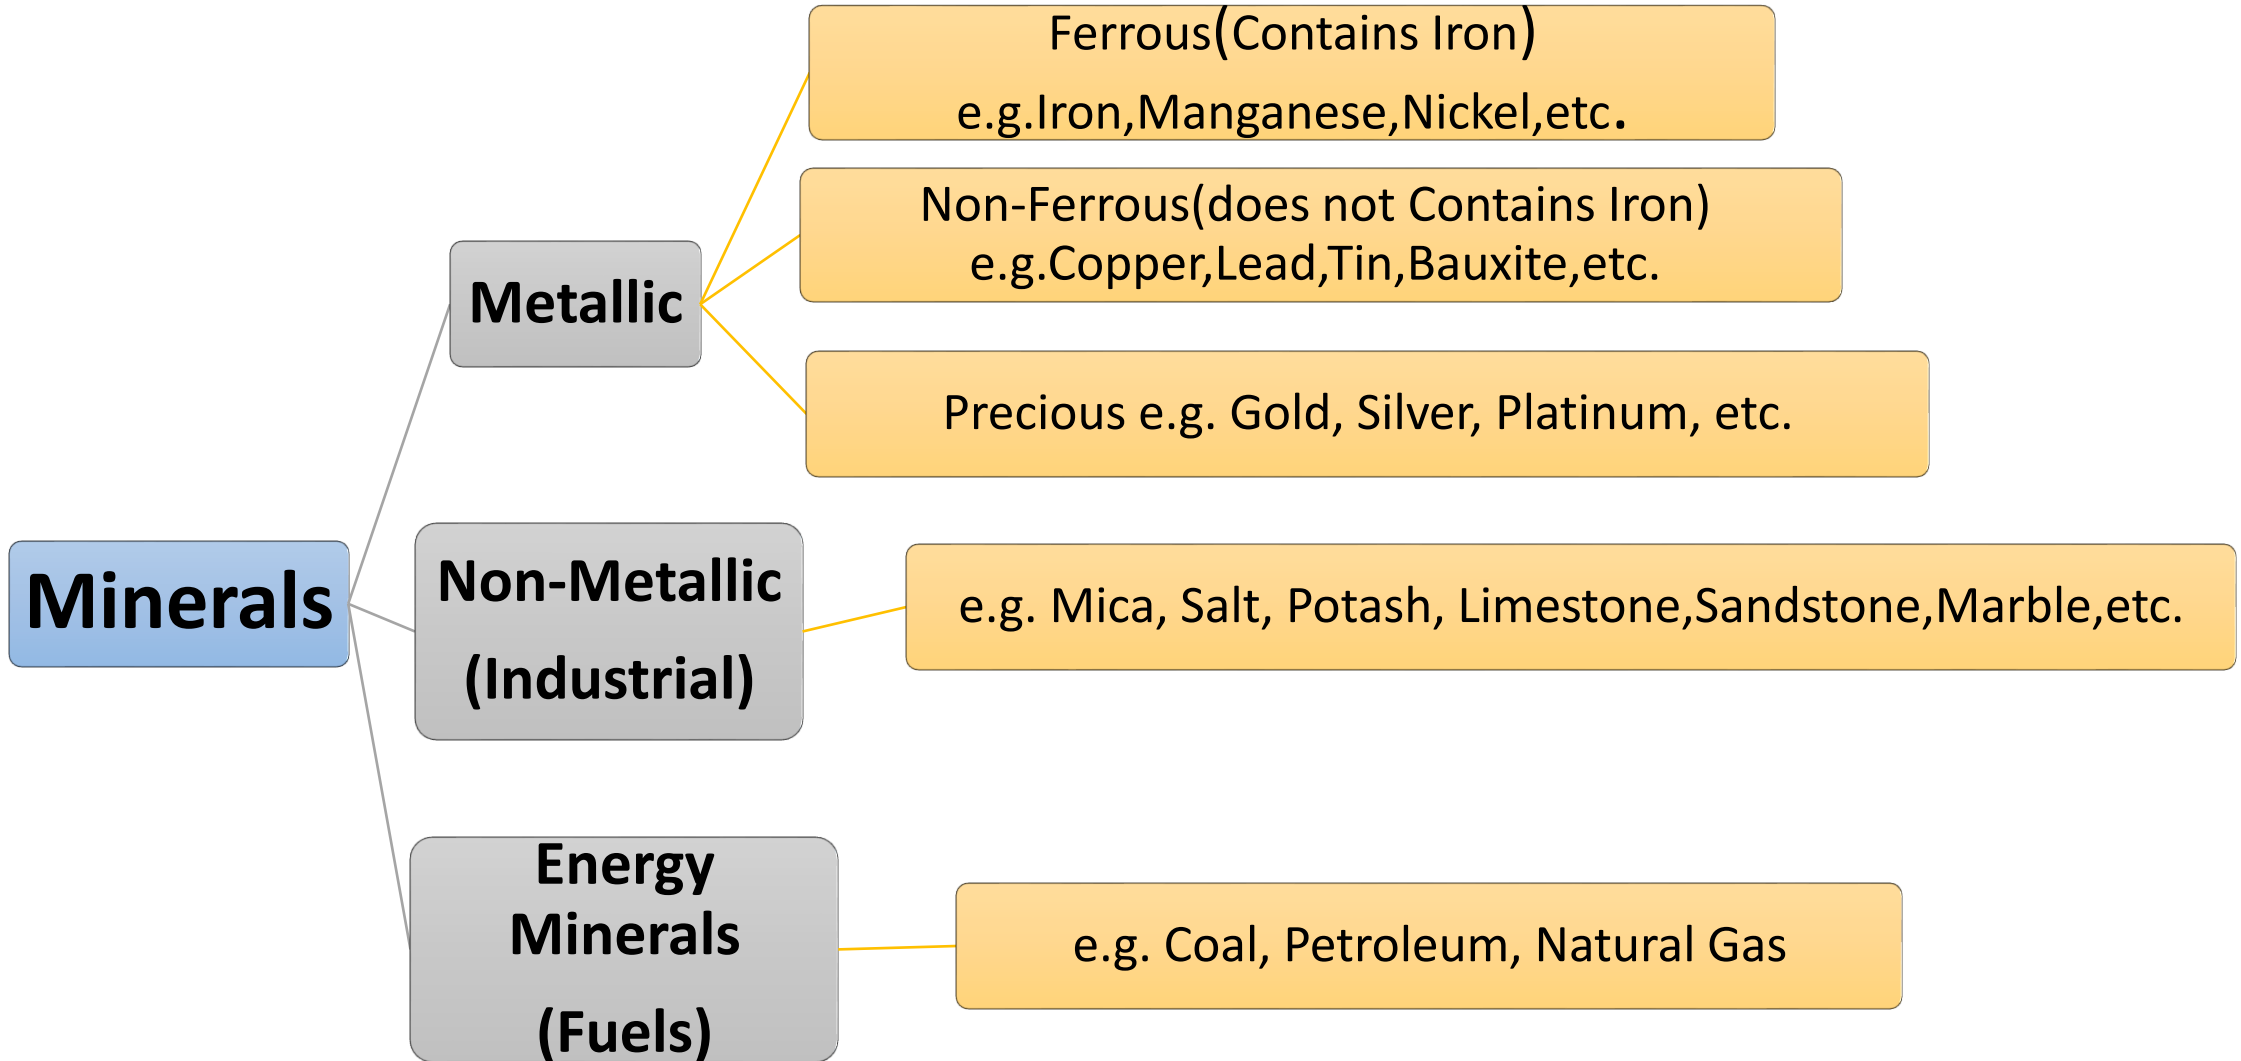 Minerals
Metallic
Ferrous(Contains Iron)
e.g.Iron,Manganese,Nickel,etc.
Non-Ferrous(does not Contains Iron)
e.g.Copper,Lead,Tin,Bauxite,etc.
Precious e.g. Gold, Silver, Platinum, etc.
Non-Metallic
(Industrial)
e.g. Mica, Salt, Potash, Limestone,Sandstone,Marble,etc.
Energy
Minerals
(Fuels)
e.g. Coal, Petroleum, Natural Gas